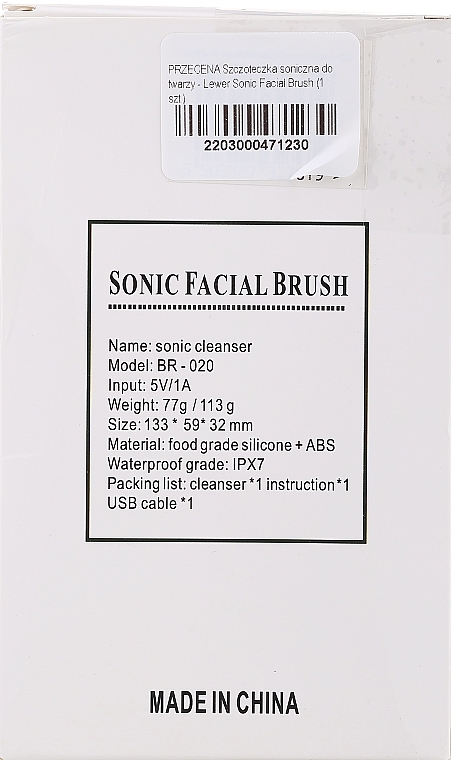 PRZECENA Szczoteczka soniczna do
twarzy - Lewer Sonic Facial Brush (1
szt.)
2203000471230
SONIC FACIAL BRUSH
Name: sonic cleanser
Model: BR - 020
Input: 5V/1A
Weight: 77g / 113 g
Size: 133 * 59* 32 mm
Material: food grade silicone + ABS
Waterproof grade: IPX7
Packing list: cleanser *1 instruction*1
USB cable *1
MADE IN CHINA